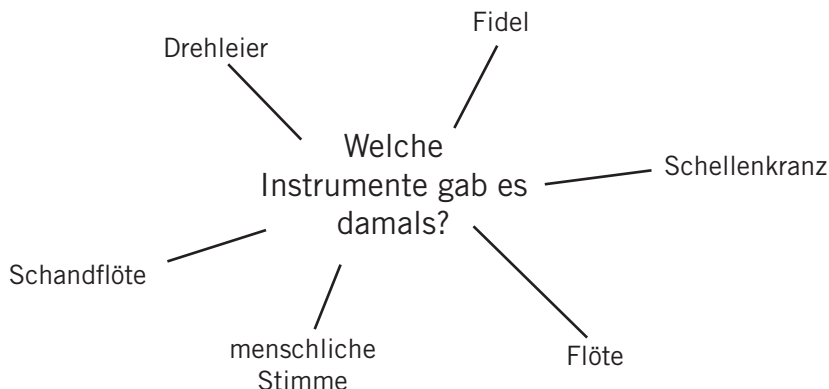 Fidel
Drehleier
Welche
Instrumente gab es
damals?
Schellenkranz
Schandflöte
menschliche
Stimme
Flöte